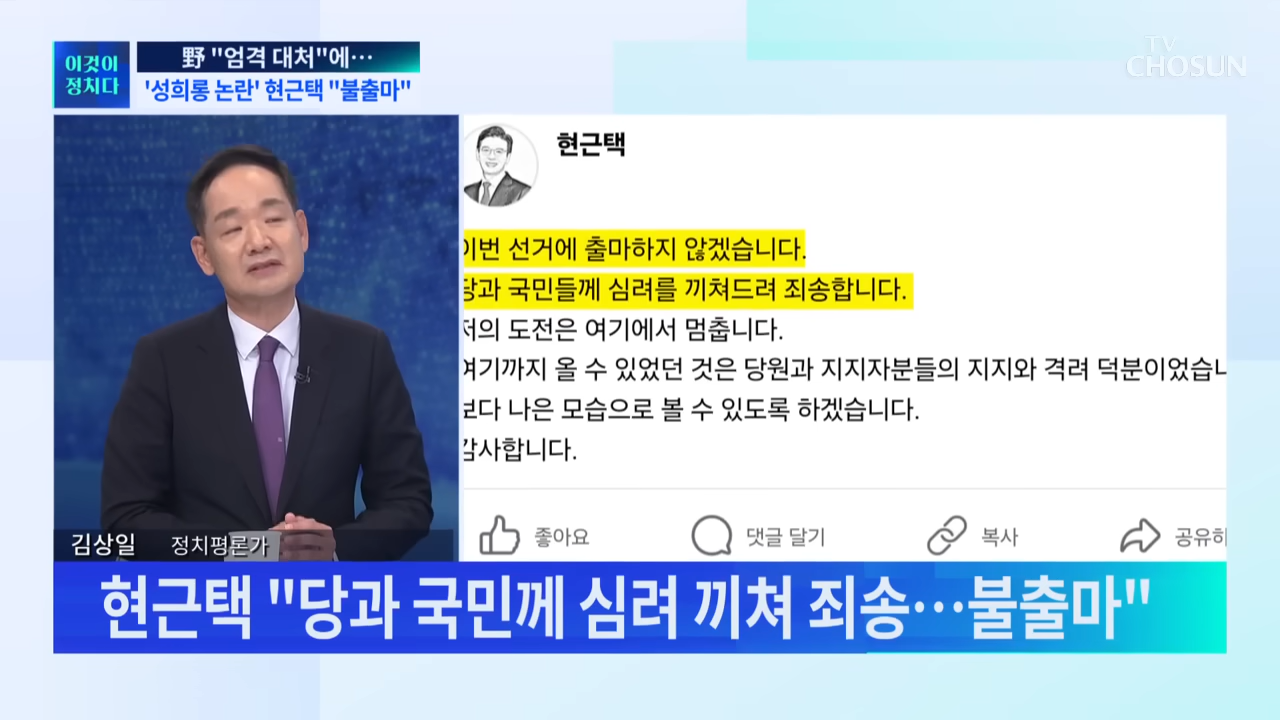 이것이
정치다
野 "엄격 대처"에…
'성희롱 논란' 현근택 "불출마"
TV
CHOSUN
현근택
이번 선거에 출마하지 않겠습니다.
당과 국민들께 심려를 끼쳐드려 죄송합니다.
저의 도전은 여기에서 멈춥니다.
여기까지 올 수 있었던 것은 당원과 지지자분들의 지지와 격려 덕분이었습니
보다 나은 모습으로 볼 수 있도록 하겠습니다.
감사합니다.
좋아요
댓글 달기
복사
공유하
김상일 정치평론가
현근택 "당과 국민께 심려 끼쳐 죄송…불출마"